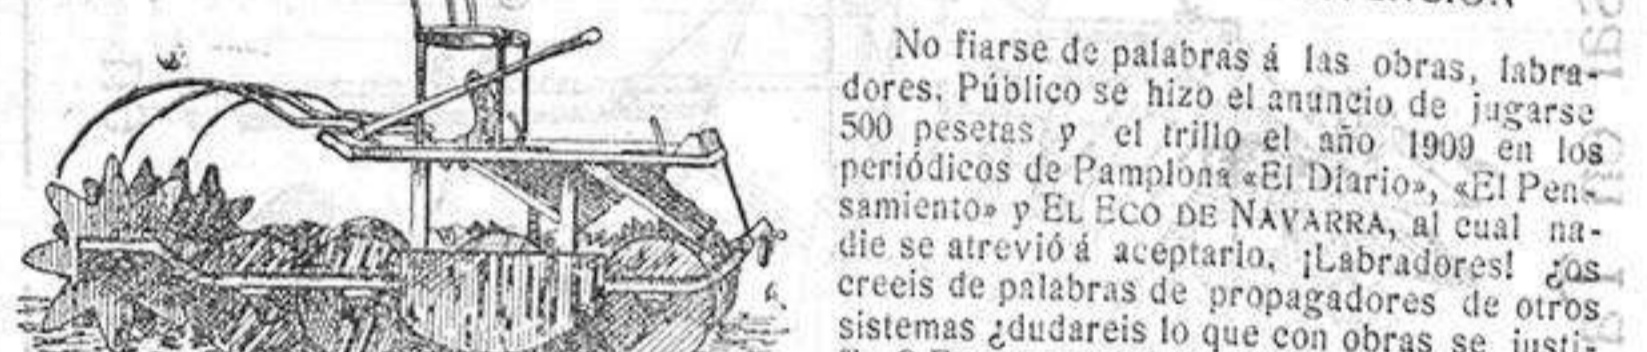 No fiarse de palabras á las obras, labra-
dores. Público se hizo el anuncio de jugarse
500 pesetas y el trillo el año 1909 en los
periódicos de Pamplona «El Diario», «El Pen-
samiento» y EL ECO DE NAVARRA, al cual na-
die se atrevió á aceptarlo. ¡Labradores! ¿os
creeis de palabras de propagadores de otros
sistemas ¿dudareis lo que con obras se justi-